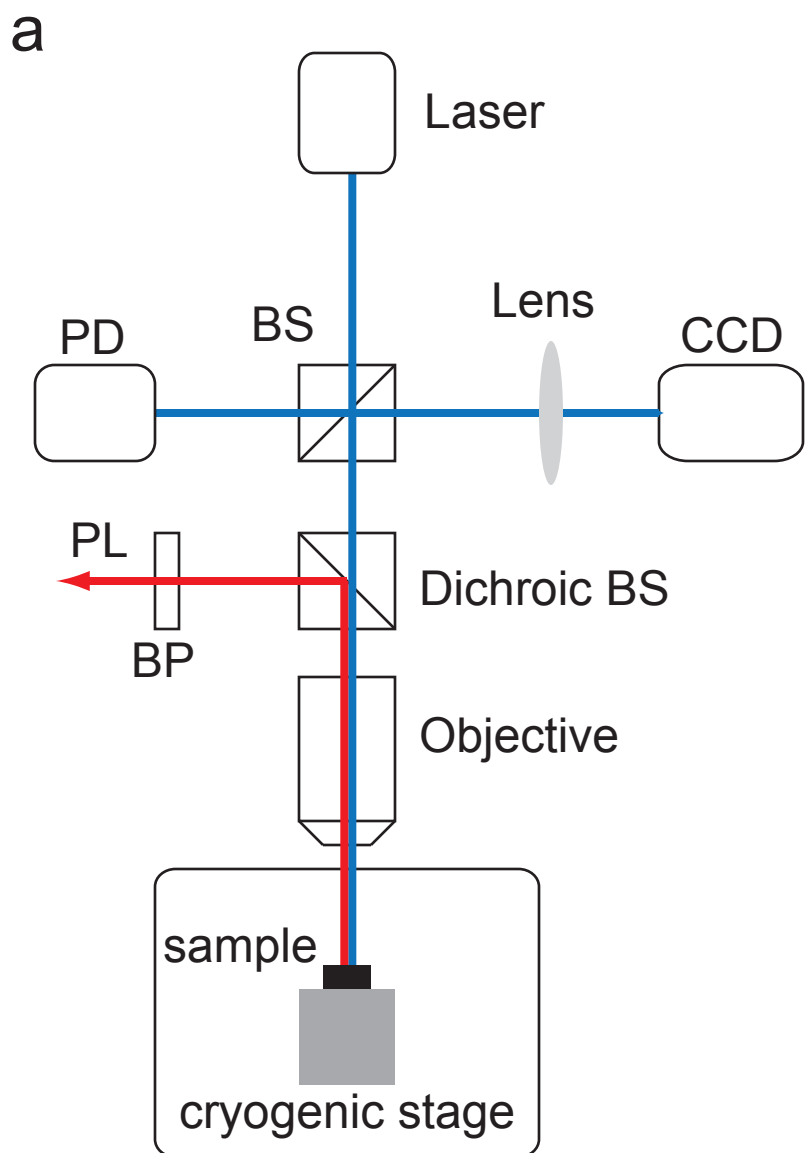 a
Laser
BS
Lens
PD
CCD
PL
Dichroic BS
BP
Objective
sample
cryogenic stage